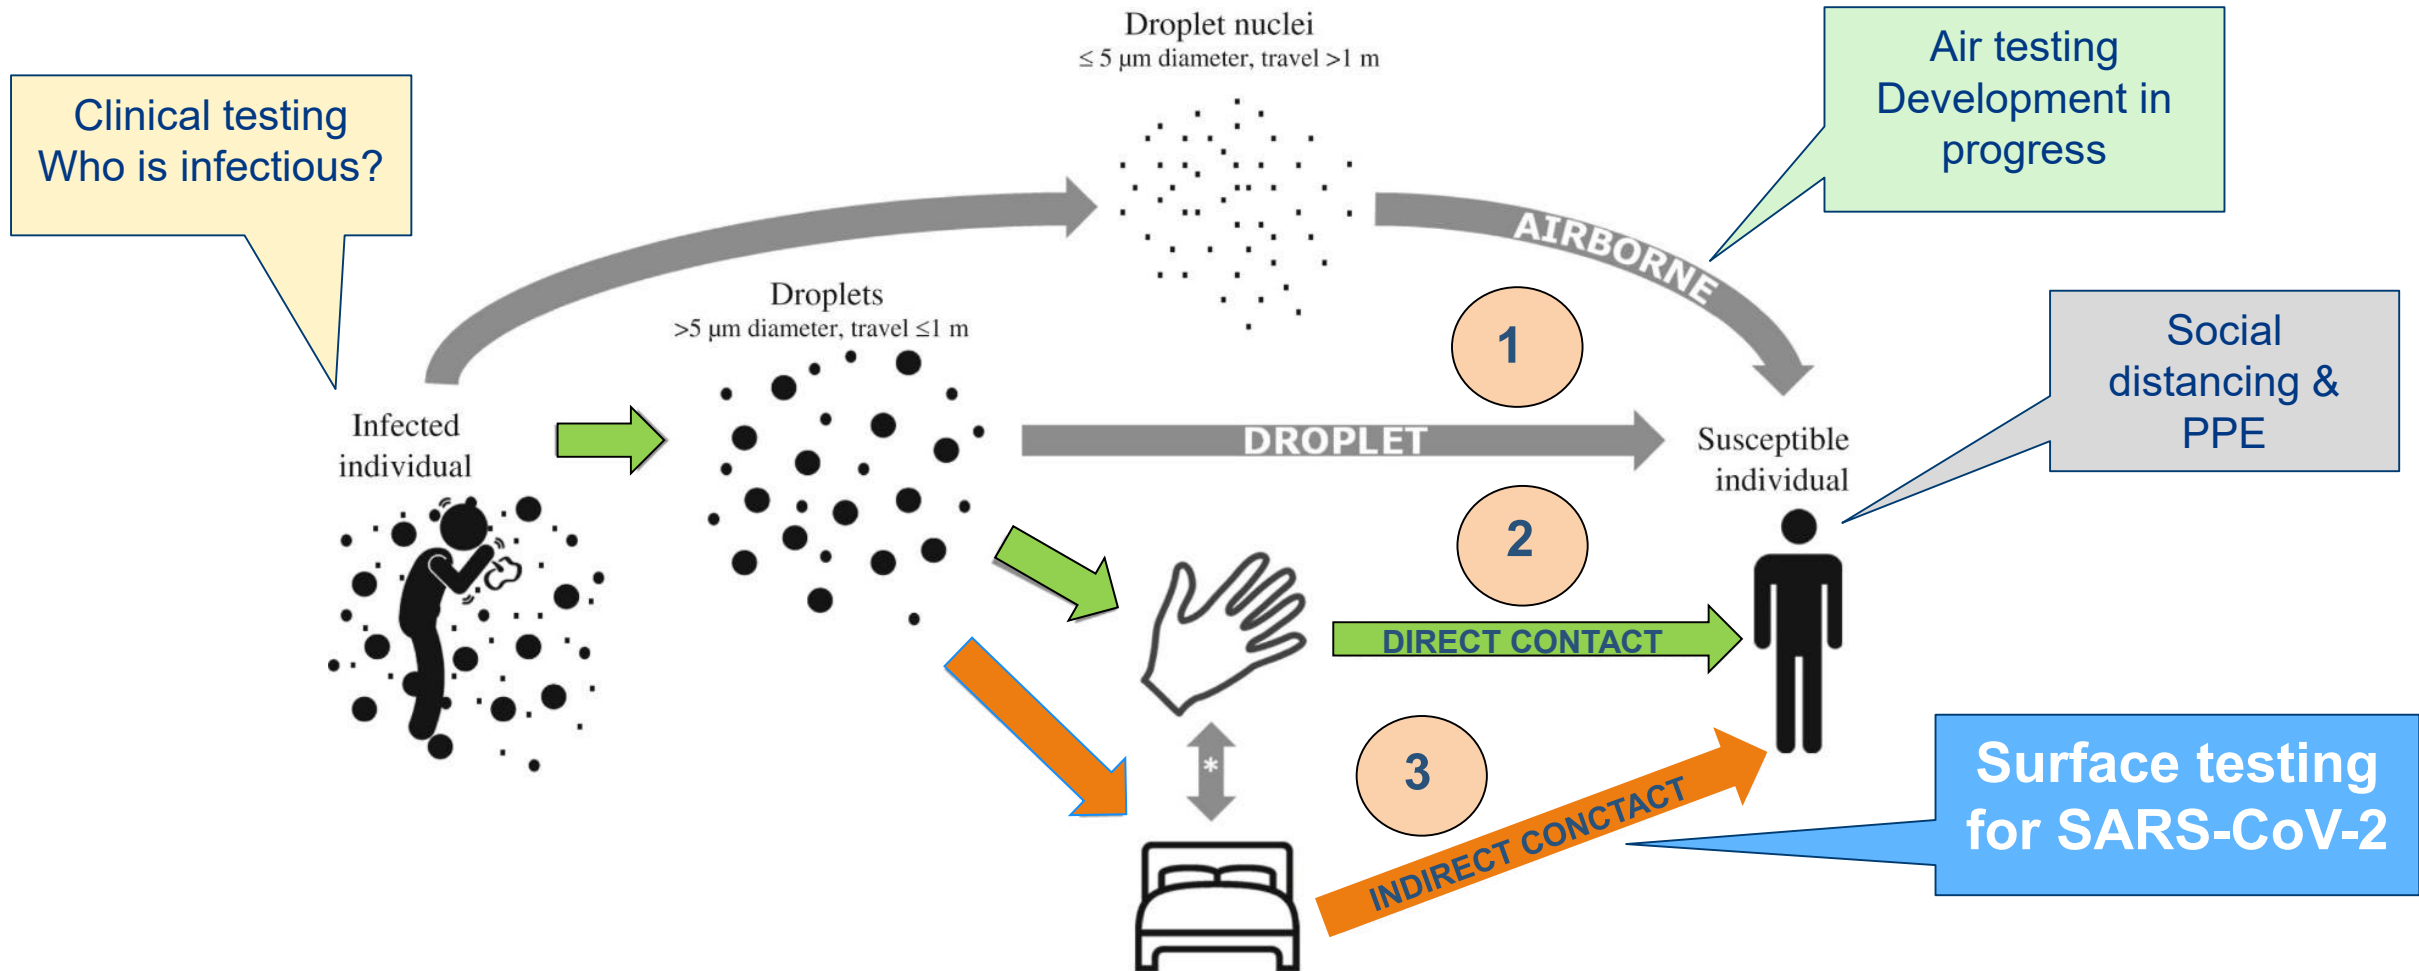 Droplet nuclei
≤ 5 µm diameter, travel >1 m
Air testing
Development in
progress
Clinical testing
Who is infectious?
AIRBORNE
Droplets
>5 µm diameter, travel ≤1 m
1
Social
distancing &
PPE
Infected
individual
DROPLET
Susceptible
individual
2
DIRECT CONTACT
3
*
INDIRECT CONCTACT
Surface testing
for SARS-CoV-2